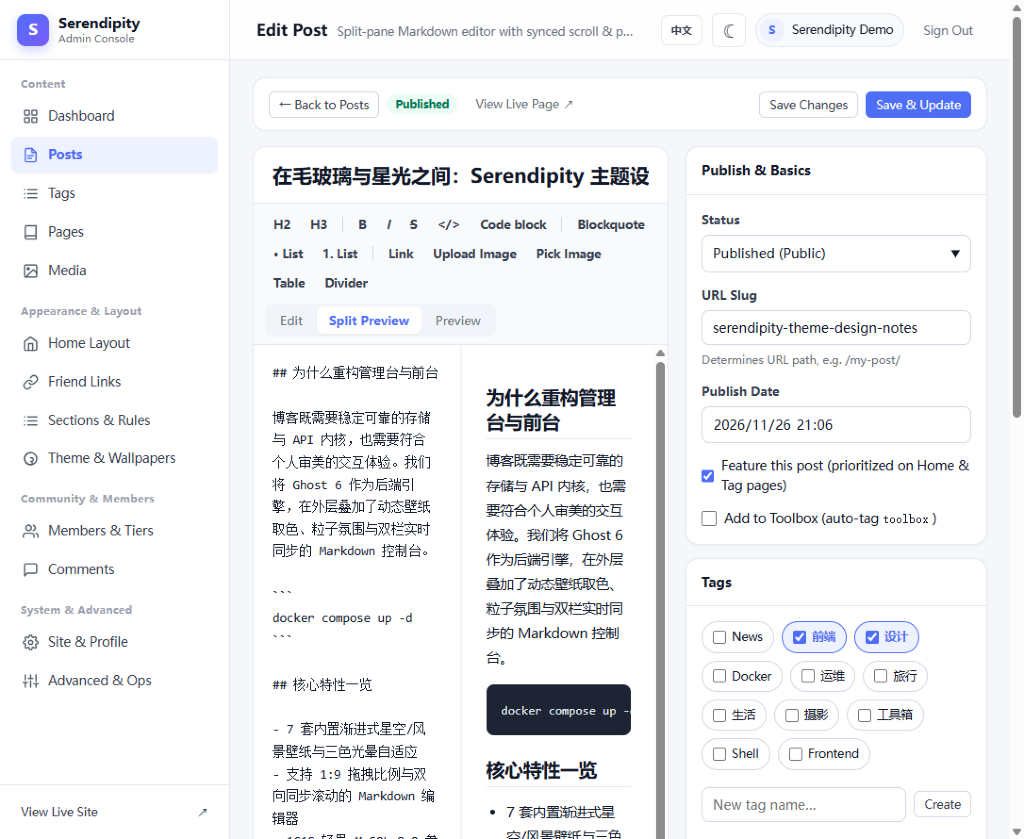 S
Serendipity
Admin Console
Content
Dashboard
Posts
Tags
Pages
Media
Appearance & Layout
Home Layout
Friend Links
Sections & Rules
Theme & Wallpapers
Community & Members
Members & Tiers
Comments
System & Advanced
Site & Profile
Advanced & Ops
View Live Site ↗
Edit Post Split-pane Markdown editor with synced scroll & p...
中文
S Serendipity Demo
Sign Out
← Back to Posts
Published
View Live Page ↗
Save Changes
Save & Update
在毛玻璃与星光之间：Serendipity 主题设
H2 H3 B I S </> Code block Blockquote
• List 1. List Link Upload Image Pick Image
Table Divider
Edit Split Preview Preview
## 为什么重构管理台与前台
博客既需要稳定可靠的存储
与 API 内核，也需要符合
个人审美的交互体验。我们
将 Ghost 6 作为后端引
擎，在外层叠加了动态壁纸
取色、粒子氛围与双栏实时
同步的 Markdown 控制台。
```
docker compose up -d
```
## 核心特性一览
- 7 套内置渐进式星空/风
景壁纸与三色光晕自适应
- 支持 1:9 拖拽比例与双
向同步滚动的 Markdown 编
辑器
为什么重构管理
台与前台
博客既需要稳定可靠的
存储与 API 内核，也需
要符合个人审美的交互
体验。我们将 Ghost 6
作为后端引擎，在外层
叠加了动态壁纸取色、
粒子氛围与双栏实时同
步的 Markdown 控制
台。
docker compose up -
核心特性一览
• 7 套内置渐进式星
空/风景壁纸与三色
Publish & Basics
Status
Published (Public)
URL Slug
serendipity-theme-design-notes
Determines URL path, e.g. /my-post/
Publish Date
2026/11/26 21:06
Feature this post (prioritized on Home &
Tag pages)
Add to Toolbox (auto-tag toolbox )
Tags
News 前端 设计
Docker 运维 旅行
生活 摄影 工具箱
Shell Frontend
New tag name...
Create